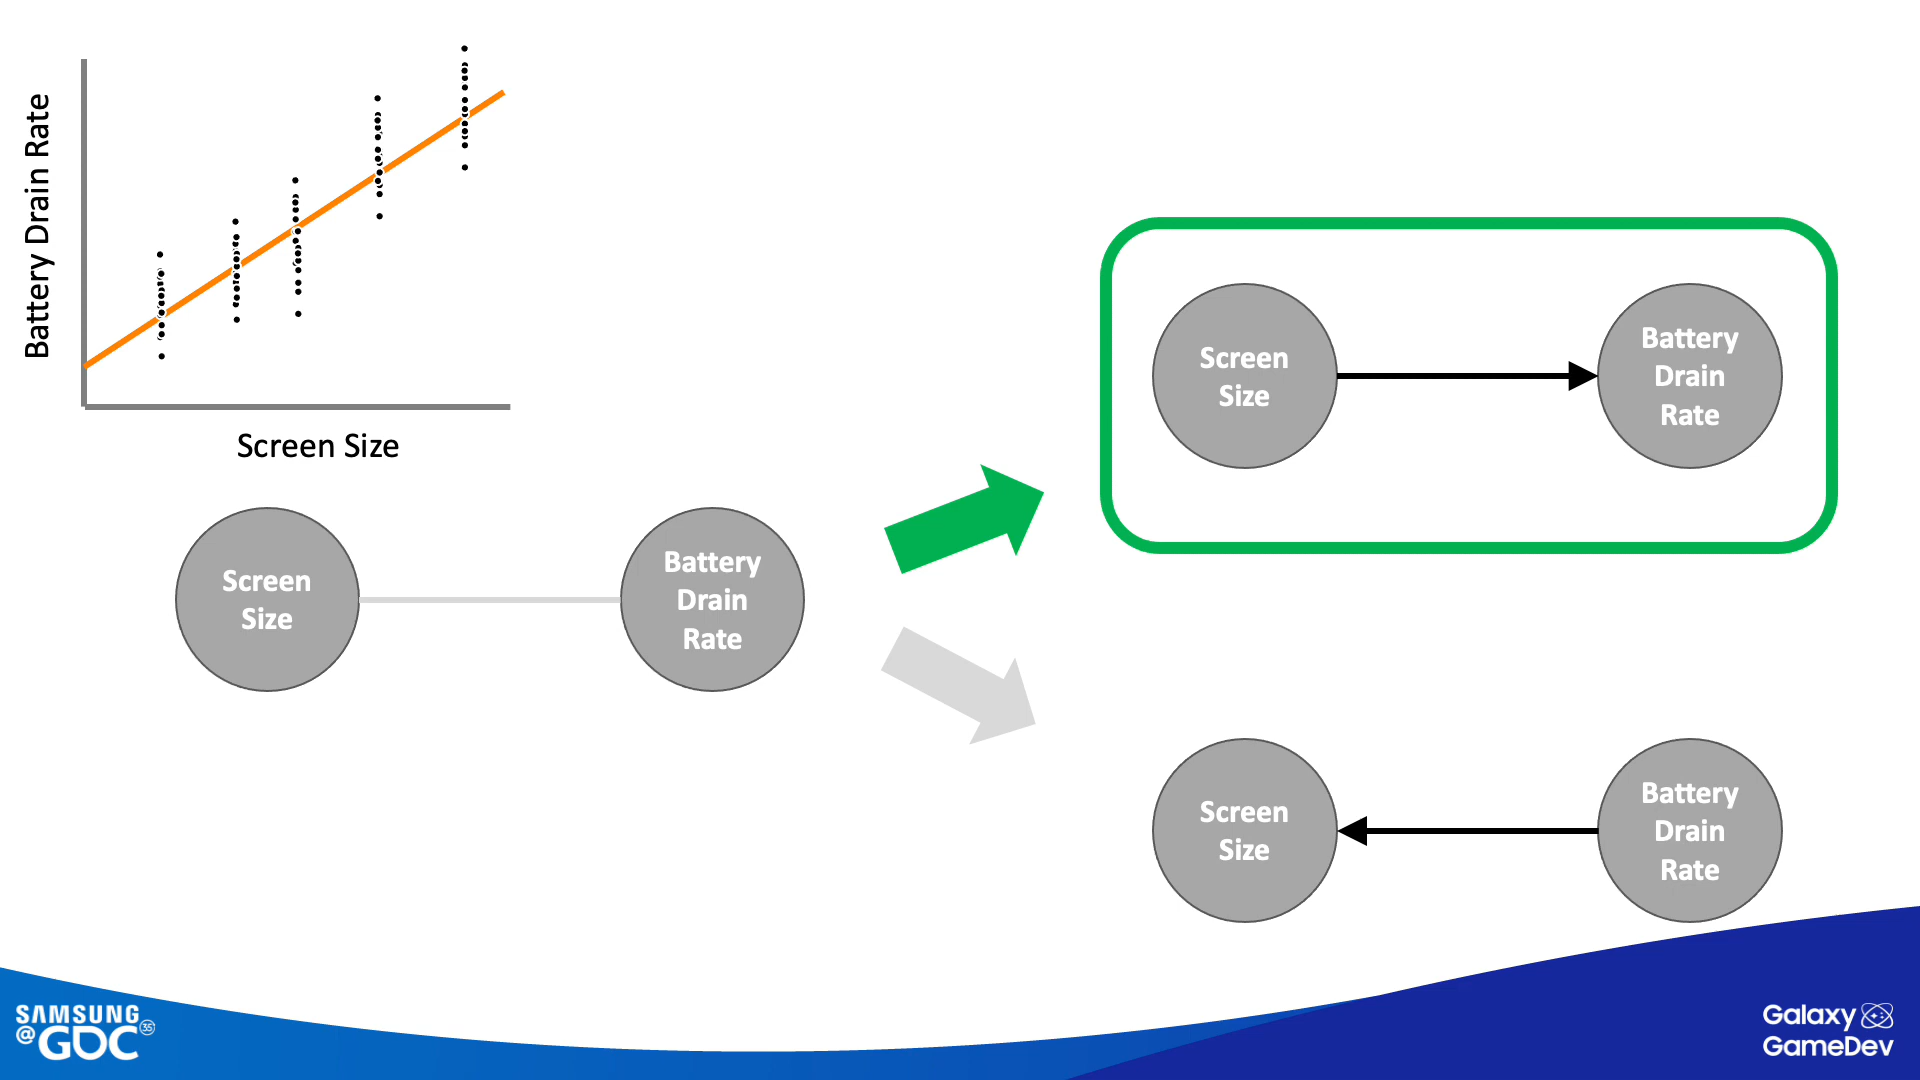 Battery Drain Rate
Screen Size
Screen
Size
Battery
Drain
Rate
Screen
Size
Battery
Drain
Rate
Screen
Size
Battery
Drain
Rate
SAMSUNG
@GDC 35
Galaxy
GameDev